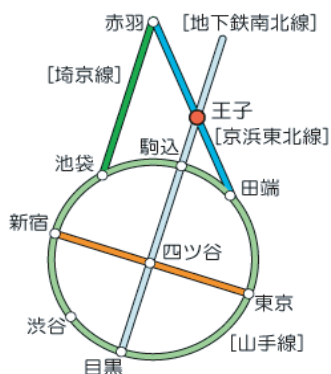 赤羽
[地下鉄南北線]
[埼京線]
王子
[京浜東北線]
駒込
池袋
田端
新宿
四ツ谷
東京
渋谷
[山手線]
目黒